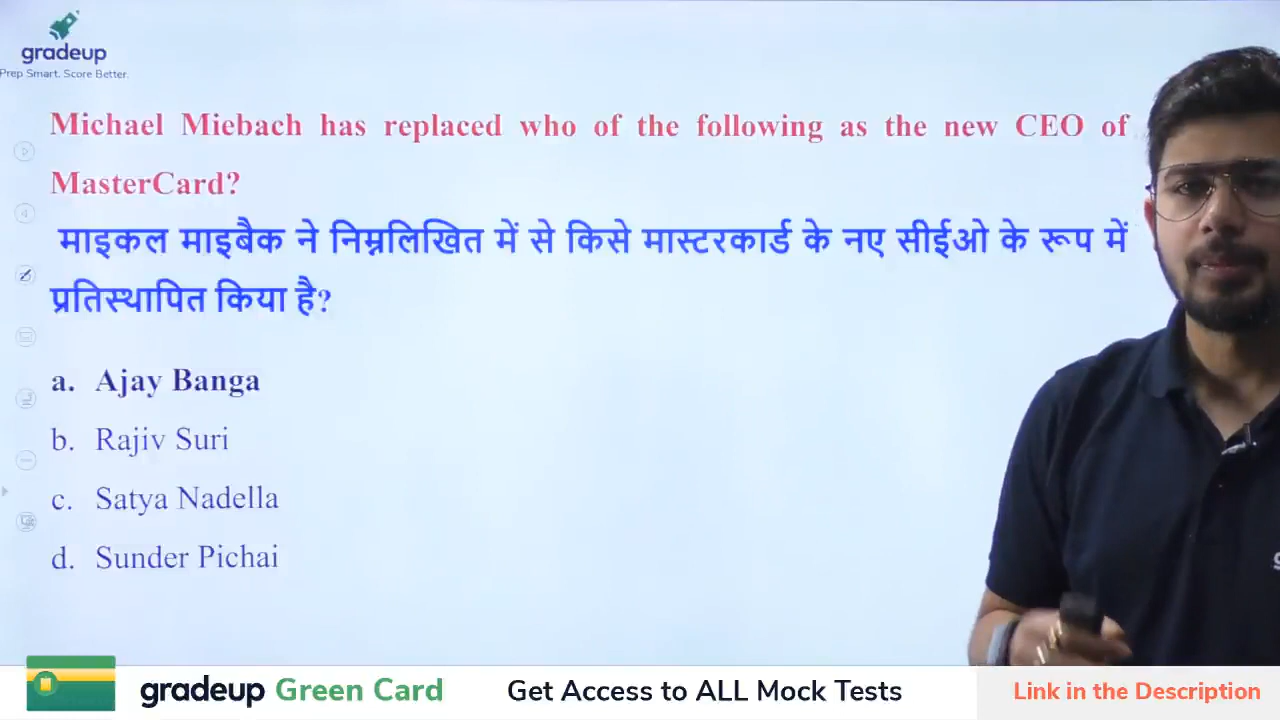 gradeup
Prep Smart. Score Better.
Michael Miebach has replaced who of the following as the new CEO of
MasterCard?
माइकल माइबैक ने निम्नलिखित में से किसे मास्टरकार्ड के नए सीईओ के रूप में
प्रतिस्थापित किया है?
a. Ajay Banga
b. Rajiv Suri
c. Satya Nadella
d. Sunder Pichai
gradeup Green Card
Get Access to ALL Mock Tests
Link in the Description